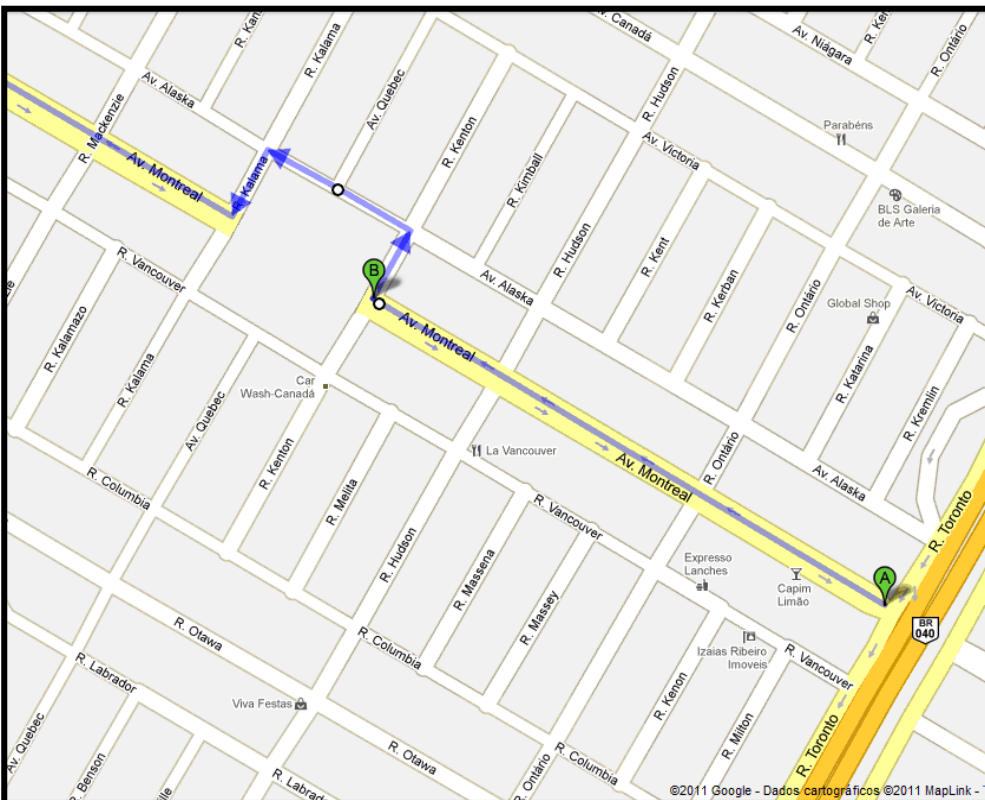 R. Kalama
Av. Canadá
R. Ontário
Av. Niágara
Av. Alaska
Av. Quebec
R. Hudson
R. Mackenzie
R. Kenton
Parabéns
Av. Victoria
R. Kimball
R. Kalama
Av. Montreal
BLS Galeria
de Arte
R. Hudson
R. Kent
R. Vancouver
B
Av. Alaska
R. Kerban
R. Ontário
Av. Victoria
Global Shop
R. Kalamazo
Av. Montreal
R. Kalama
Car
Wash-Canadá
R. Katarina
R. Kremlin
Av. Quebec
R. Kenton
La Vancouver
R. Ontário
Av. Montreal
Av. Alaska
R. Columbia
R. Melita
R. Vancouver
R. Toronto
R. Hudson
R. Massena
Expresso
Lanches
Capim
Limão
A
R. Massey
BR
040
R. Otawa
R. Columbia
Izaias Ribeiro
Imoveis
R. Vancouver
R. Labrador
Viva Festas
R. Kenon
R. Milton
R. Toronto
Av. Quebec
R. Benson
R. Otawa
R. Ontário
R. Columbia
R. Labra
©2011 Google - Dados cartográficos ©2011 MapLink -